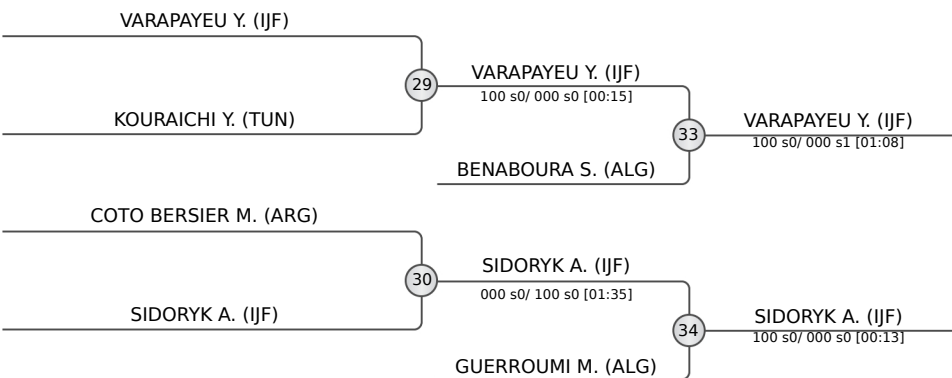 VARAPAYEU Y. (IJF)
29
VARAPAYEU Y. (IJF)
100 s0/ 000 s0 [00:15]
KOURAICHI Y. (TUN)
33
VARAPAYEU Y. (IJF)
100 s0/ 000 s1 [01:08]
BENABOURA S. (ALG)
COTO BERSIER M. (ARG)
30
SIDORYK A. (IJF)
000 s0/ 100 s0 [01:35]
SIDORYK A. (IJF)
34
SIDORYK A. (IJF)
100 s0/ 000 s0 [00:13]
GUERROUMI M. (ALG)